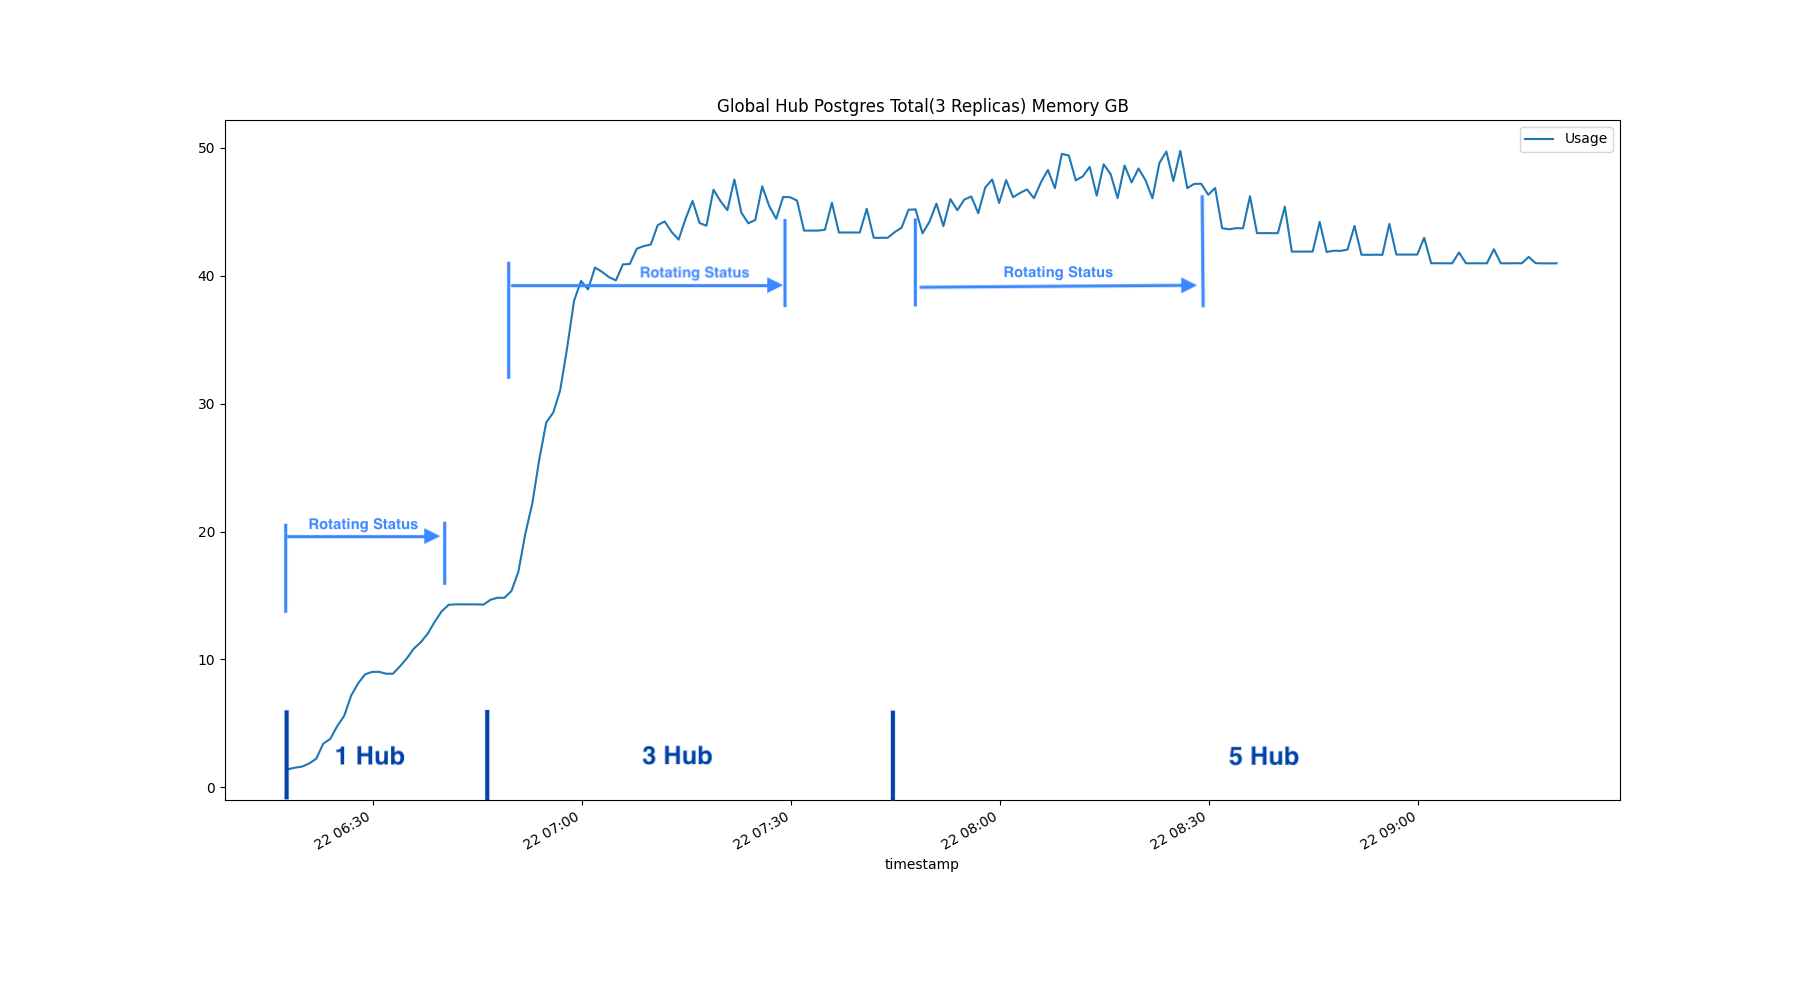 Global Hub Postgres Total(3 Replicas) Memory GB
Usage
50
40
30
20
10
0
Rotating Status
Rotating Status
Rotating Status
1 Hub
3 Hub
5 Hub
22 06:30
22 07:00
22 07:30
22 08:00
22 08:30
22 09:00
timestamp